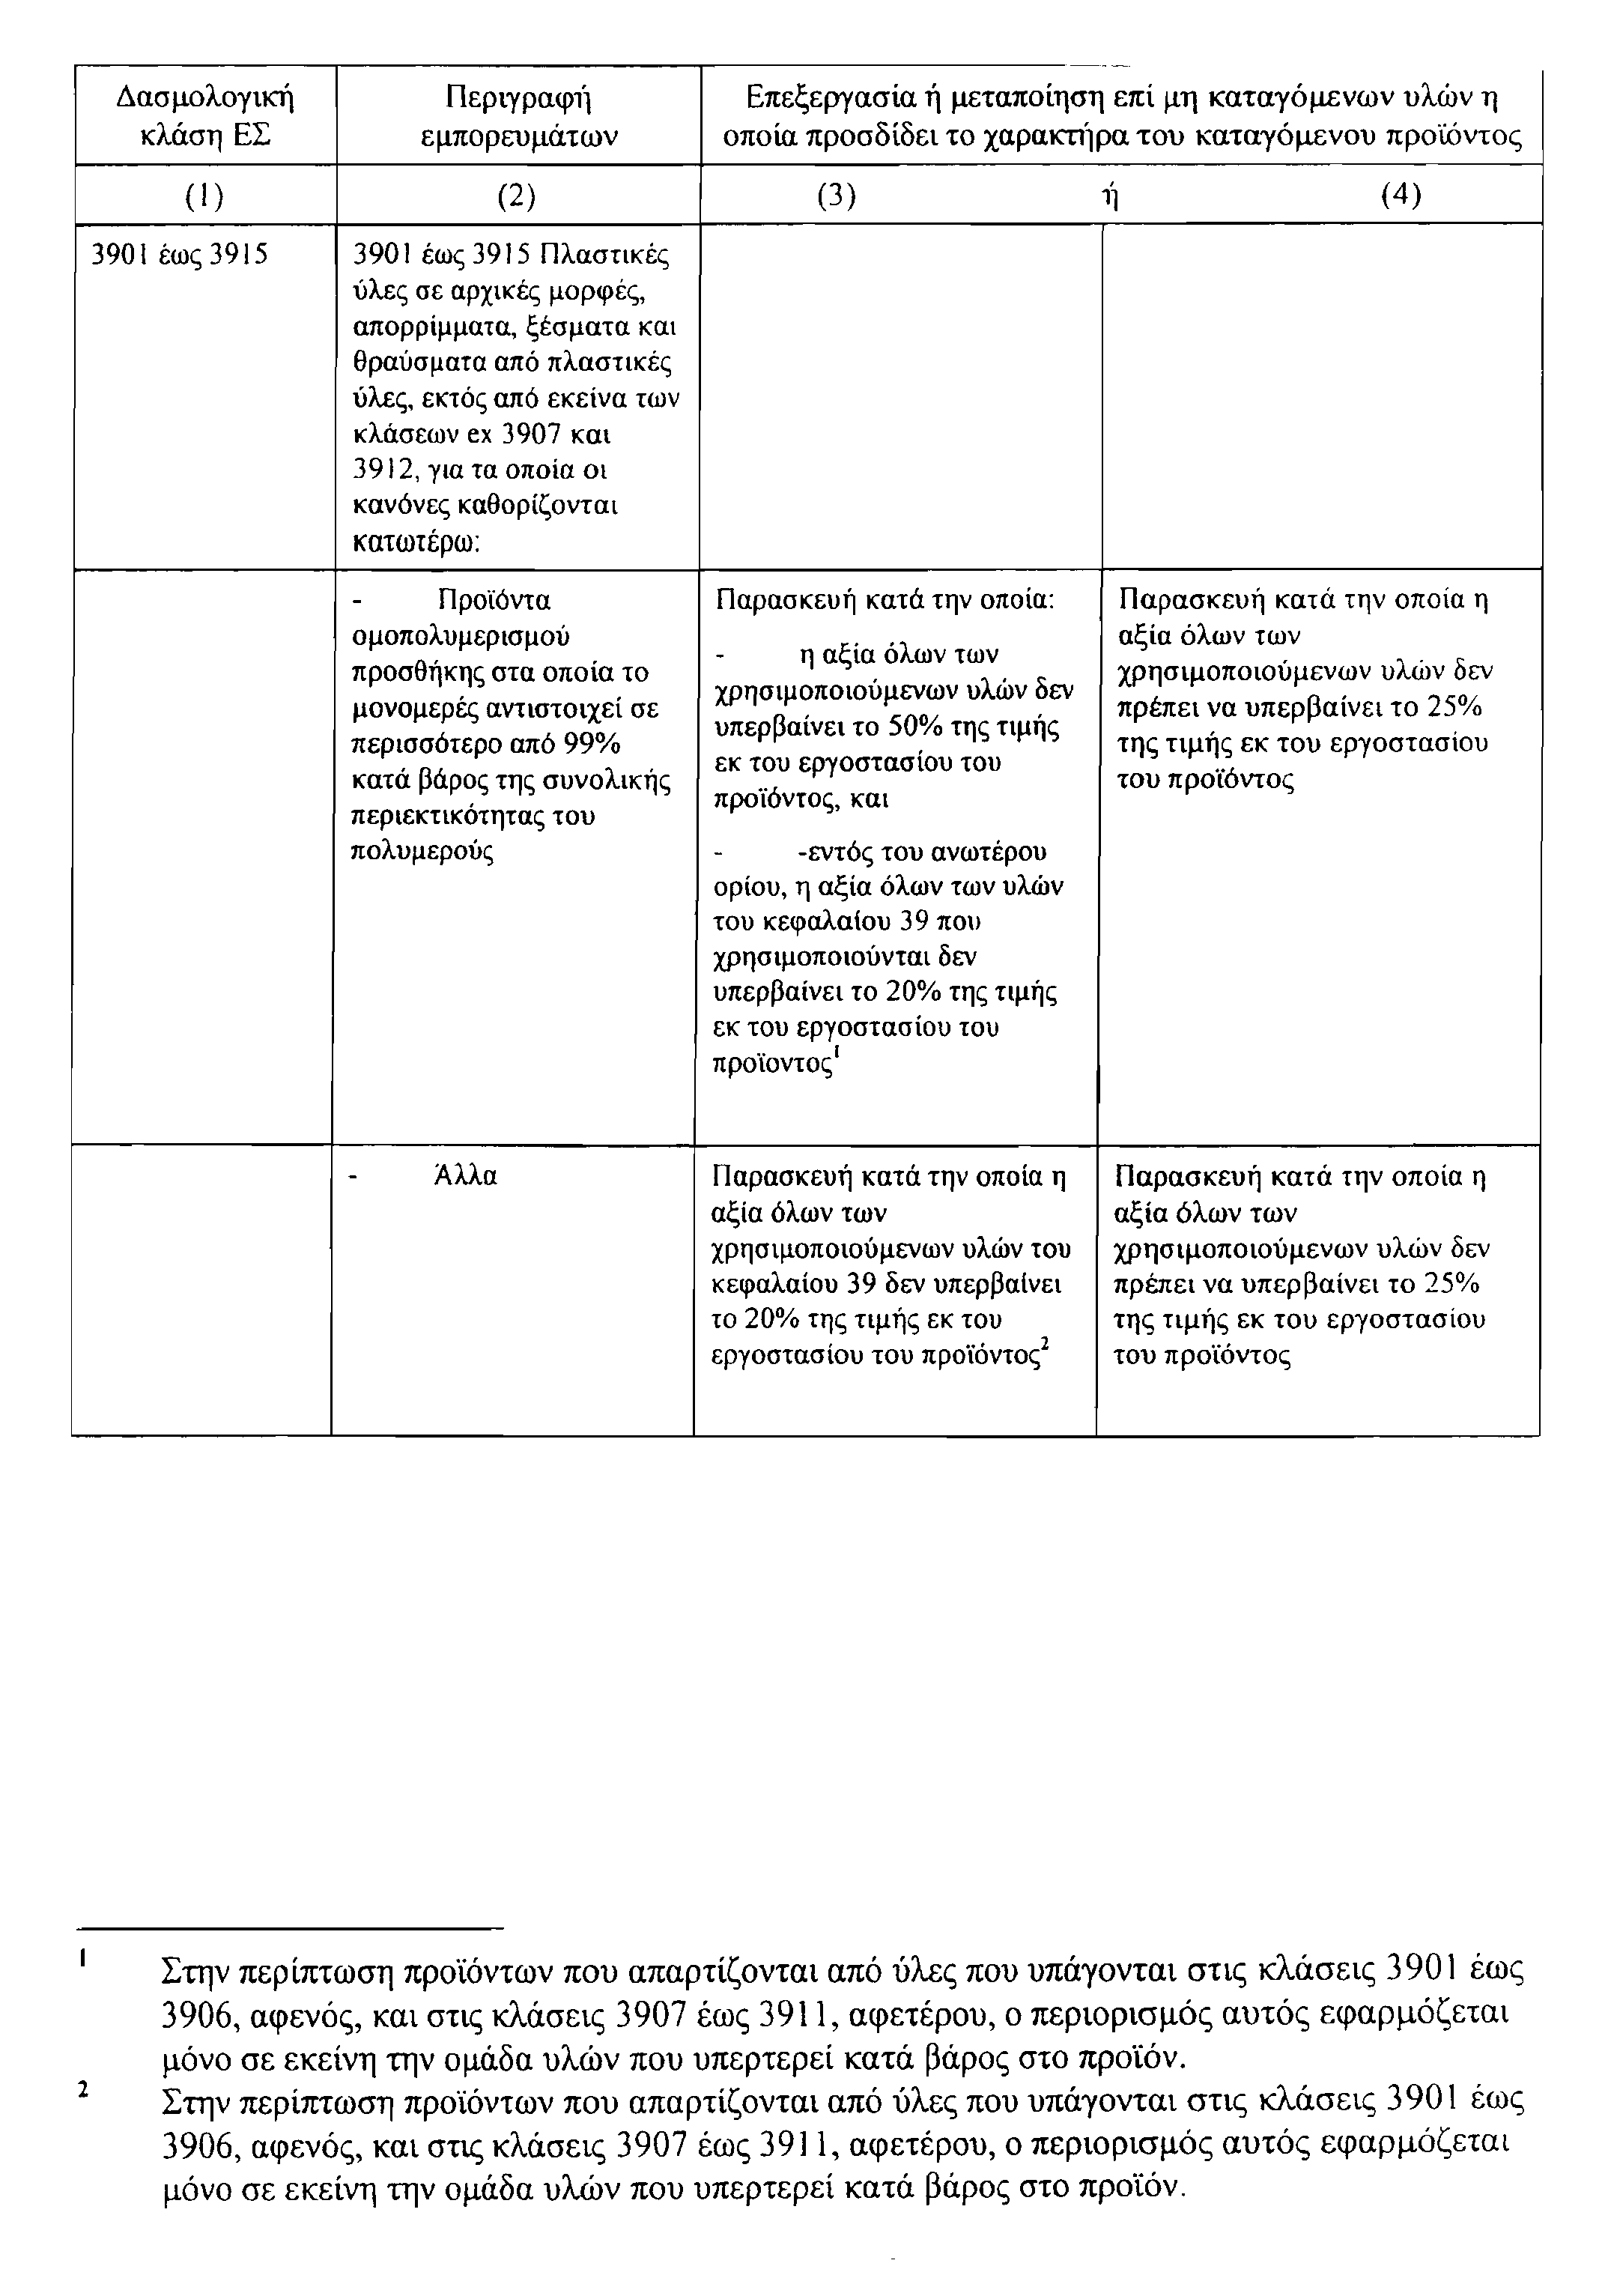 Δασμολογική
κλάση ΕΣ
Περιγραφή
εμπορευμάτων
Επεξεργασία ή μεταποίηση επί μη καταγόμενων υλών η
οποία προσδίδει το χαρακτήρα του καταγόμενου προϊόντος
(1)
(2)
(3) ή (4)
3901 έως 3915
3901 έως 3915 Πλαστικές
ύλες σε αρχικές μορφές,
απορρίμματα, ξέσματα και
θραύσματα από πλαστικές
ύλες, εκτός από εκείνα των
κλάσεων ex 3907 και
3912, για τα οποία οι
κανόνες καθορίζονται
κατωτέρω:
- Προϊόντα
ομοπολυμερισμού
προσθήκης στα οποία το
μονομερές αντιστοιχεί σε
περισσότερο από 99%
κατά βάρος της συνολικής
περιεκτικότητας του
πολυμερούς
Παρασκευή κατά την οποία:
- η αξία όλων των
χρησιμοποιούμενων υλών δεν
υπερβαίνει το 50% της τιμής
εκ του εργοστασίου του
προϊόντος, και
- -εντός του ανωτέρου
ορίου, η αξία όλων των υλών
του κεφαλαίου 39 που
χρησιμοποιούνται δεν
υπερβαίνει το 20% της τιμής
εκ του εργοστασίου του
προϊοντος1
Παρασκευή κατά την οποία η
αξία όλων των
χρησιμοποιούμενων υλών δεν
πρέπει να υπερβαίνει το 25%
της τιμής εκ του εργοστασίου
του προϊόντος
- Άλλα
Παρασκευή κατά την οποία η
αξία όλων των
χρησιμοποιούμενων υλών του
κεφαλαίου 39 δεν υπερβαίνει
το 20% της τιμής εκ του
εργοστασίου του προϊόντος2
Παρασκευή κατά την οποία η
αξία όλων των
χρησιμοποιούμενων υλών δεν
πρέπει να υπερβαίνει το 25%
της τιμής εκ του εργοστασίου
του προϊόντος
1 Στην περίπτωση προϊόντων που απαρτίζονται από ύλες που υπάγονται στις κλάσεις 3901 έως
3906, αφενός, και στις κλάσεις 3907 έως 3911, αφετέρου, ο περιορισμός αυτός εφαρμόζεται
μόνο σε εκείνη την ομάδα υλών που υπερτερεί κατά βάρος στο προϊόν.
2 Στην περίπτωση προϊόντων που απαρτίζονται από ύλες που υπάγονται στις κλάσεις 3901 έως
3906, αφενός, και στις κλάσεις 3907 έως 3911, αφετέρου, ο περιορισμός αυτός εφαρμόζεται
μόνο σε εκείνη την ομάδα υλών που υπερτερεί κατά βάρος στο προϊόν.